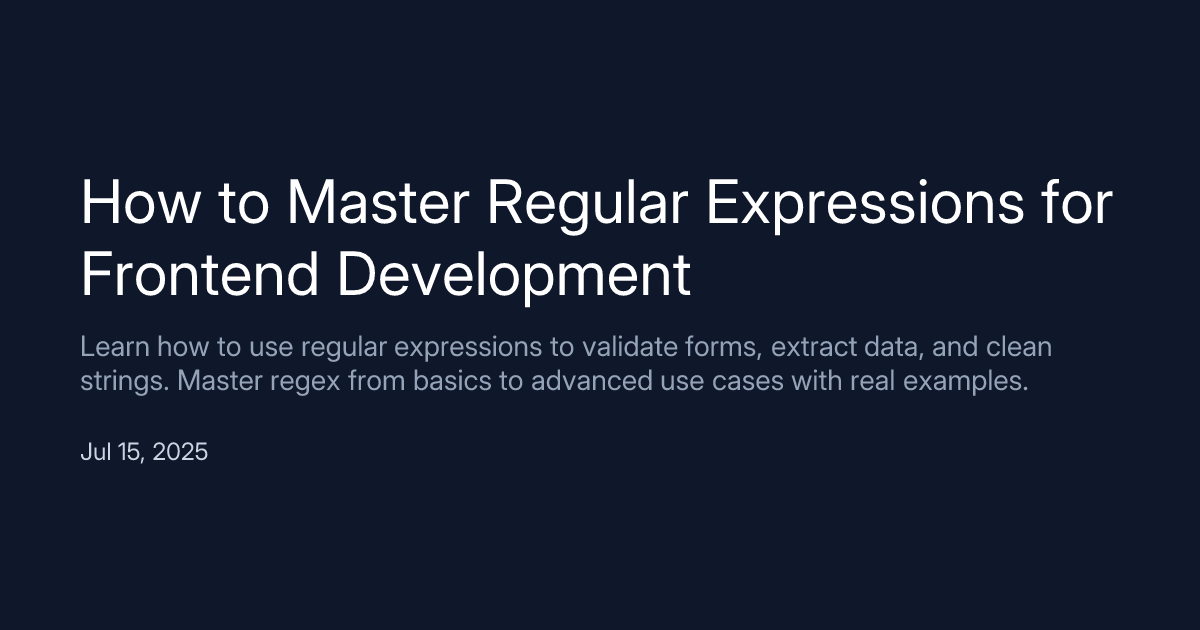 How to Master Regular Expressions for
Frontend Development
Learn how to use regular expressions to validate forms, extract data, and clean
strings. Master regex from basics to advanced use cases with real examples.
Jul 15, 2025